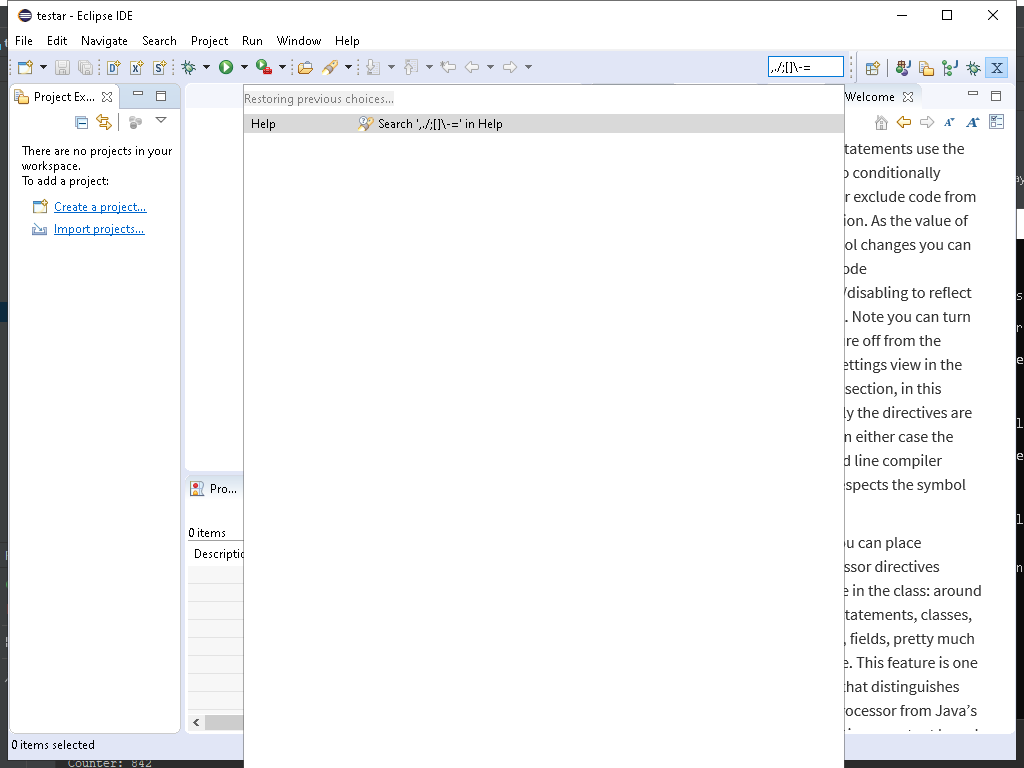 testar - Eclipse IDE
File Edit Navigate Search Project Run Window Help
,./;[]\-=
Project Ex...
Restoring previous choices...
Welcome
Help Search ',./;[]\-=' in Help
There are no projects in your
workspace.
To add a project:
Create a project...
Import projects...
tatements use the
conditionally
exclude code from
ion. As the value of
ol changes you can
ode
/disabling to reflect
. Note you can turn
re off from the
ettings view in the
section, in this
ly the directives are
n either case the
d line compiler
espects the symbol
Pro...
0 items
Descriptio
u can place
ssor directives
e in the class: around
tatements, classes,
, fields, pretty much
e. This feature is one
that distinguishes
rocessor from Java's
0 items selected
Counter: 842